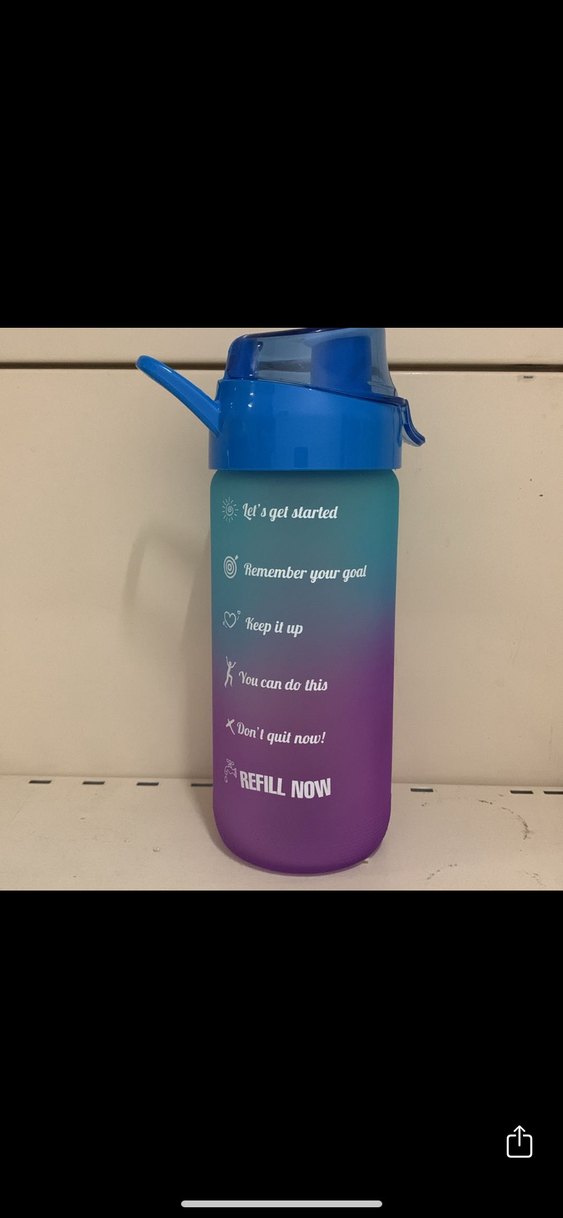 Let's get started
Remember your goal
Keep it up
You can do this
Don't quit now!
REFILL NOW